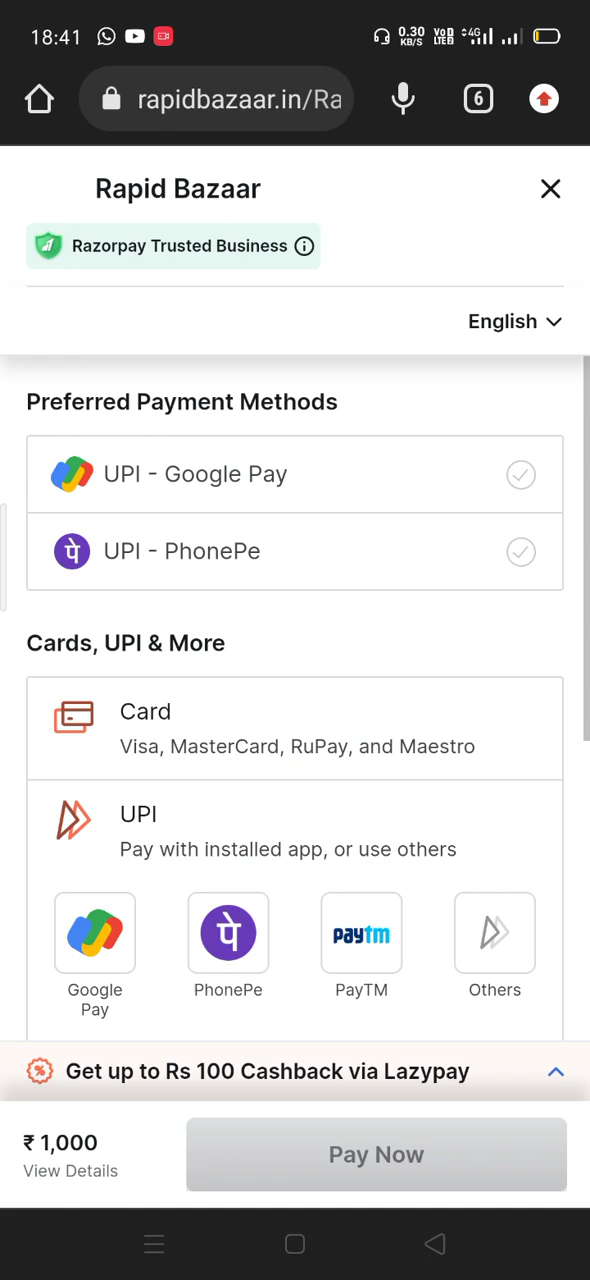 18:41
0.30
KB/S
VoD
LTE2
4G
rapidbazaar.in/Ra
6
Rapid Bazaar
Razorpay Trusted Business
English
Preferred Payment Methods
UPI - Google Pay
पे
UPI - PhonePe
Cards, UPI & More
Card
Visa, MasterCard, RuPay, and Maestro
UPI
Pay with installed app, or use others
पे
paytm
Google
Pay
PhonePe
PayTM
Others
Get up to Rs 100 Cashback via Lazypay
₹ 1,000
View Details
Pay Now